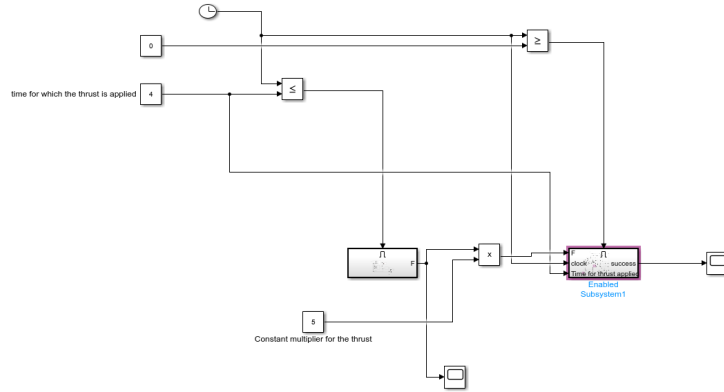 0
≥
time for which the thrust is applied
4
≤
F
x
F
clock
success
Time for thrust applied
Enabled
Subsystem1
5
Constant multiplier for the thrust